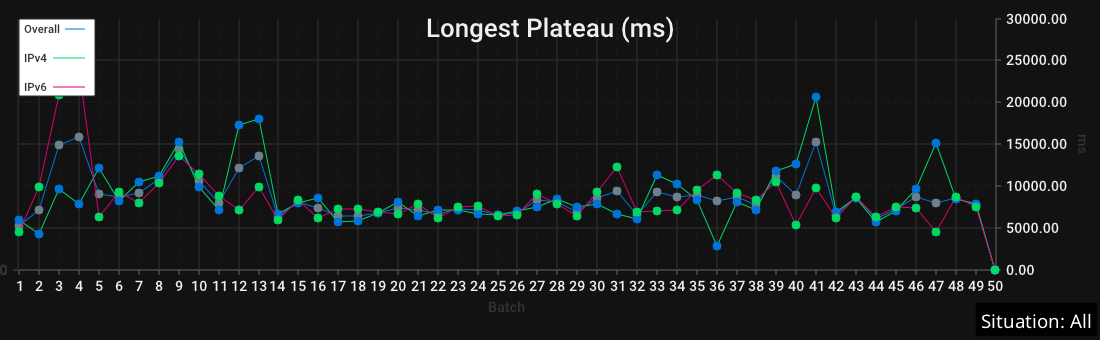 Longest Plateau (ms)
Overall
IPv4
IPv6
30000.00
25000.00
20000.00
15000.00
10000.00
5000.00
0.00
ms
0
1 2 3 4 5 6 7 8 9 10 11 12 13 14 15 16 17 18 19 20 21 22 23 24 25 26 27 28 29 30 31 32 33 34 35 36 37 38 39 40 41 42 43 44 45 46 47 48 49 50
Batch
Situation: All